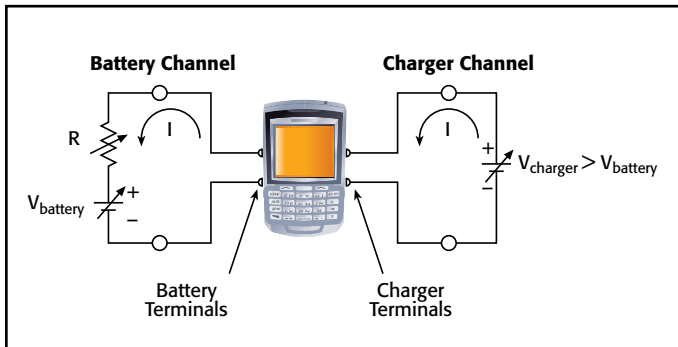 Battery Channel
Charger Channel
I
I
R
+
−
V_battery
+
−
V_charger > V_battery
Battery
Terminals
Charger
Terminals